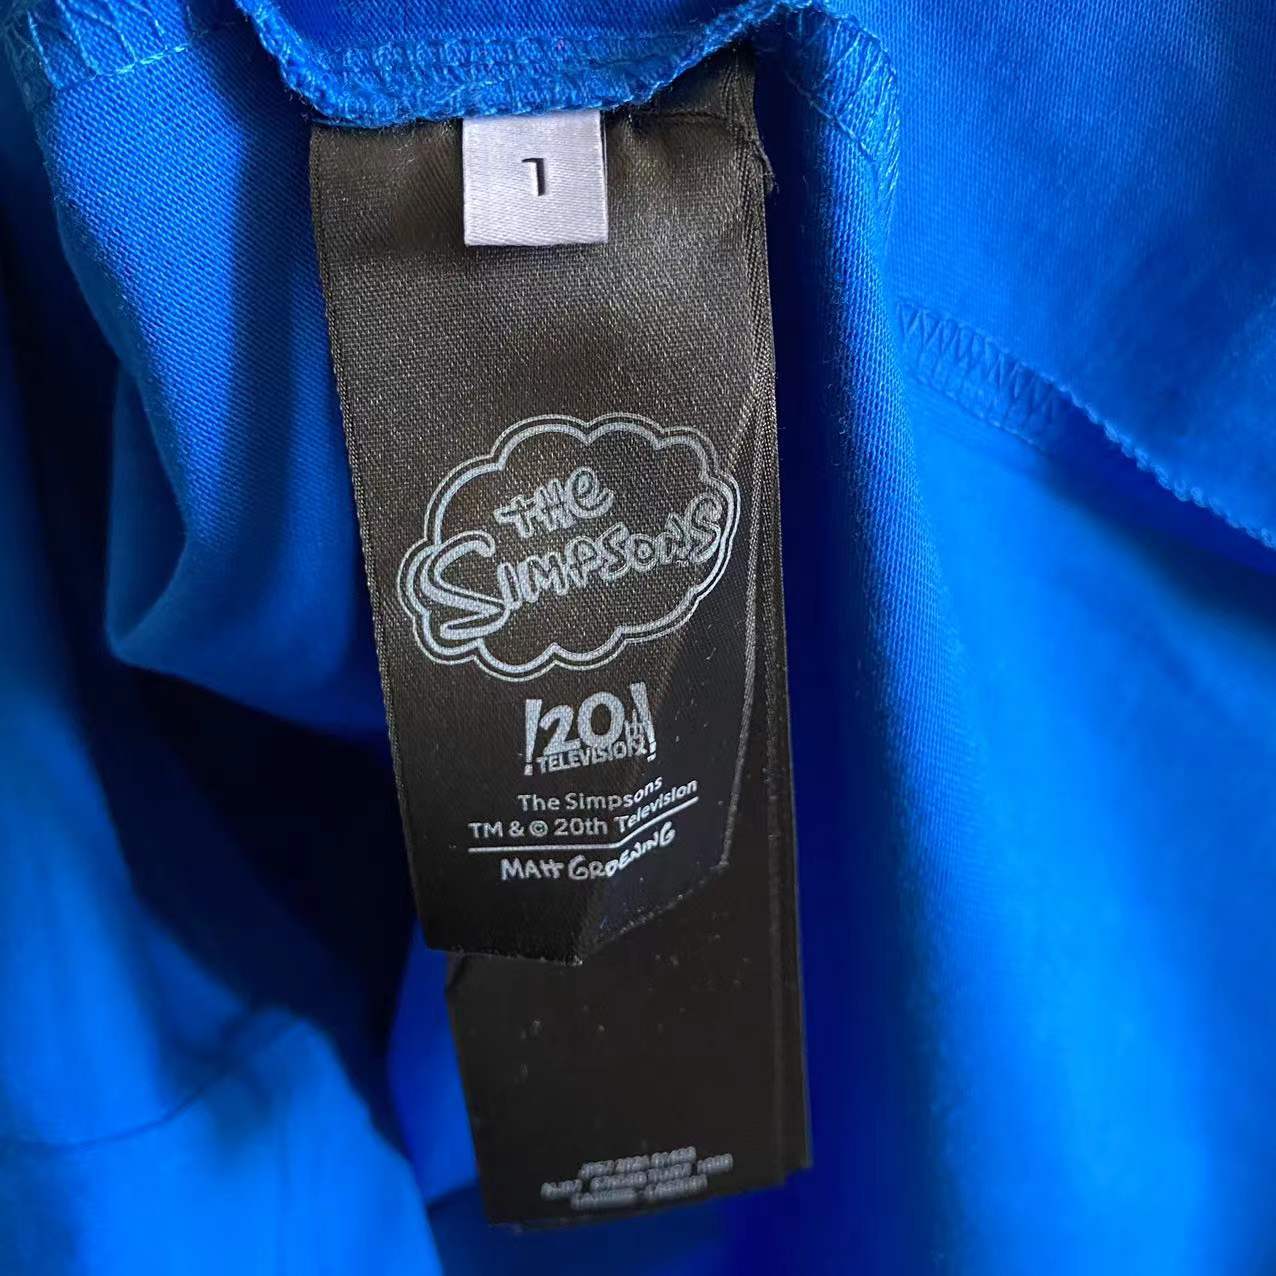 1
THE
SIMPSONS
20th
TELEVISION
The Simpsons
TM & © 20th Television
MATT GROENING